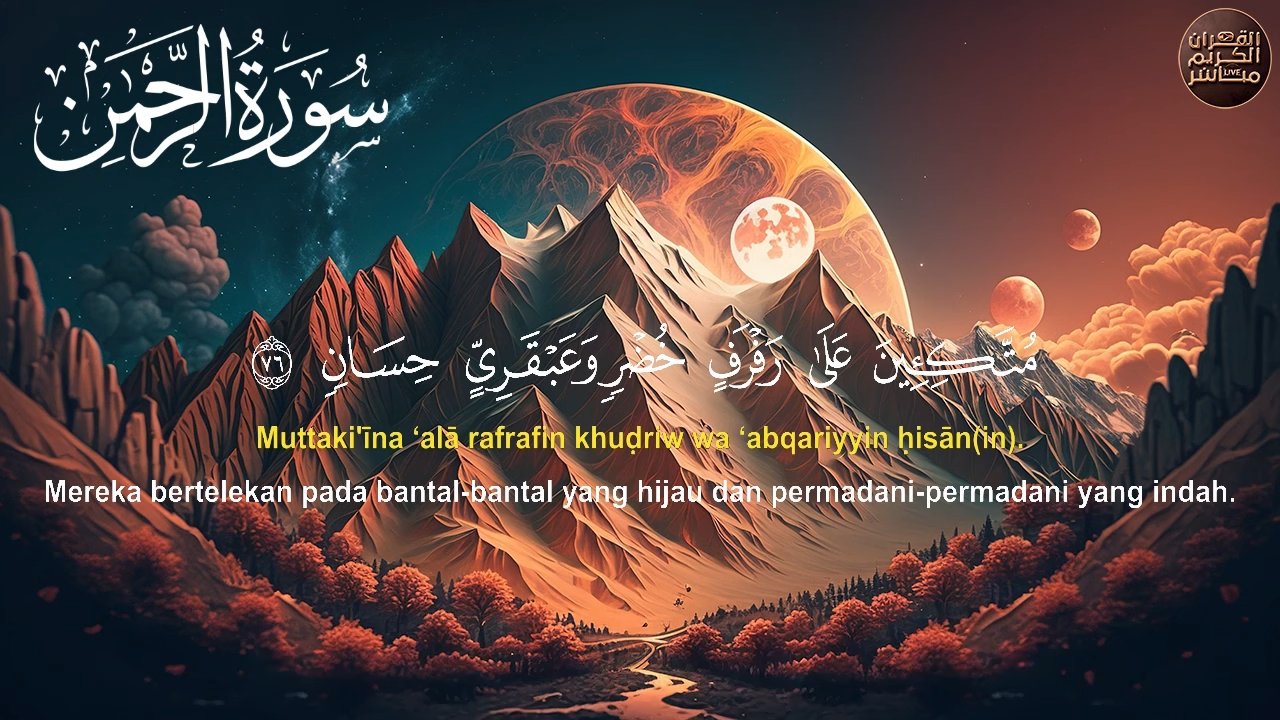 سُورَةُ الرَّحْمَٰنِ
القرآن
الكريم
LIVE
مباشر
مُتَّكِـِٔينَ عَلَىٰ رَفْرَفٍ خُضْرٍ وَعَبْقَرِيٍّ حِسَانٍ ٧٦
Muttaki'īna ‘alā rafrafin khuḍriw wa ‘abqariyyin ḥisān(in).
Mereka bertelekan pada bantal-bantal yang hijau dan permadani-permadani yang indah.